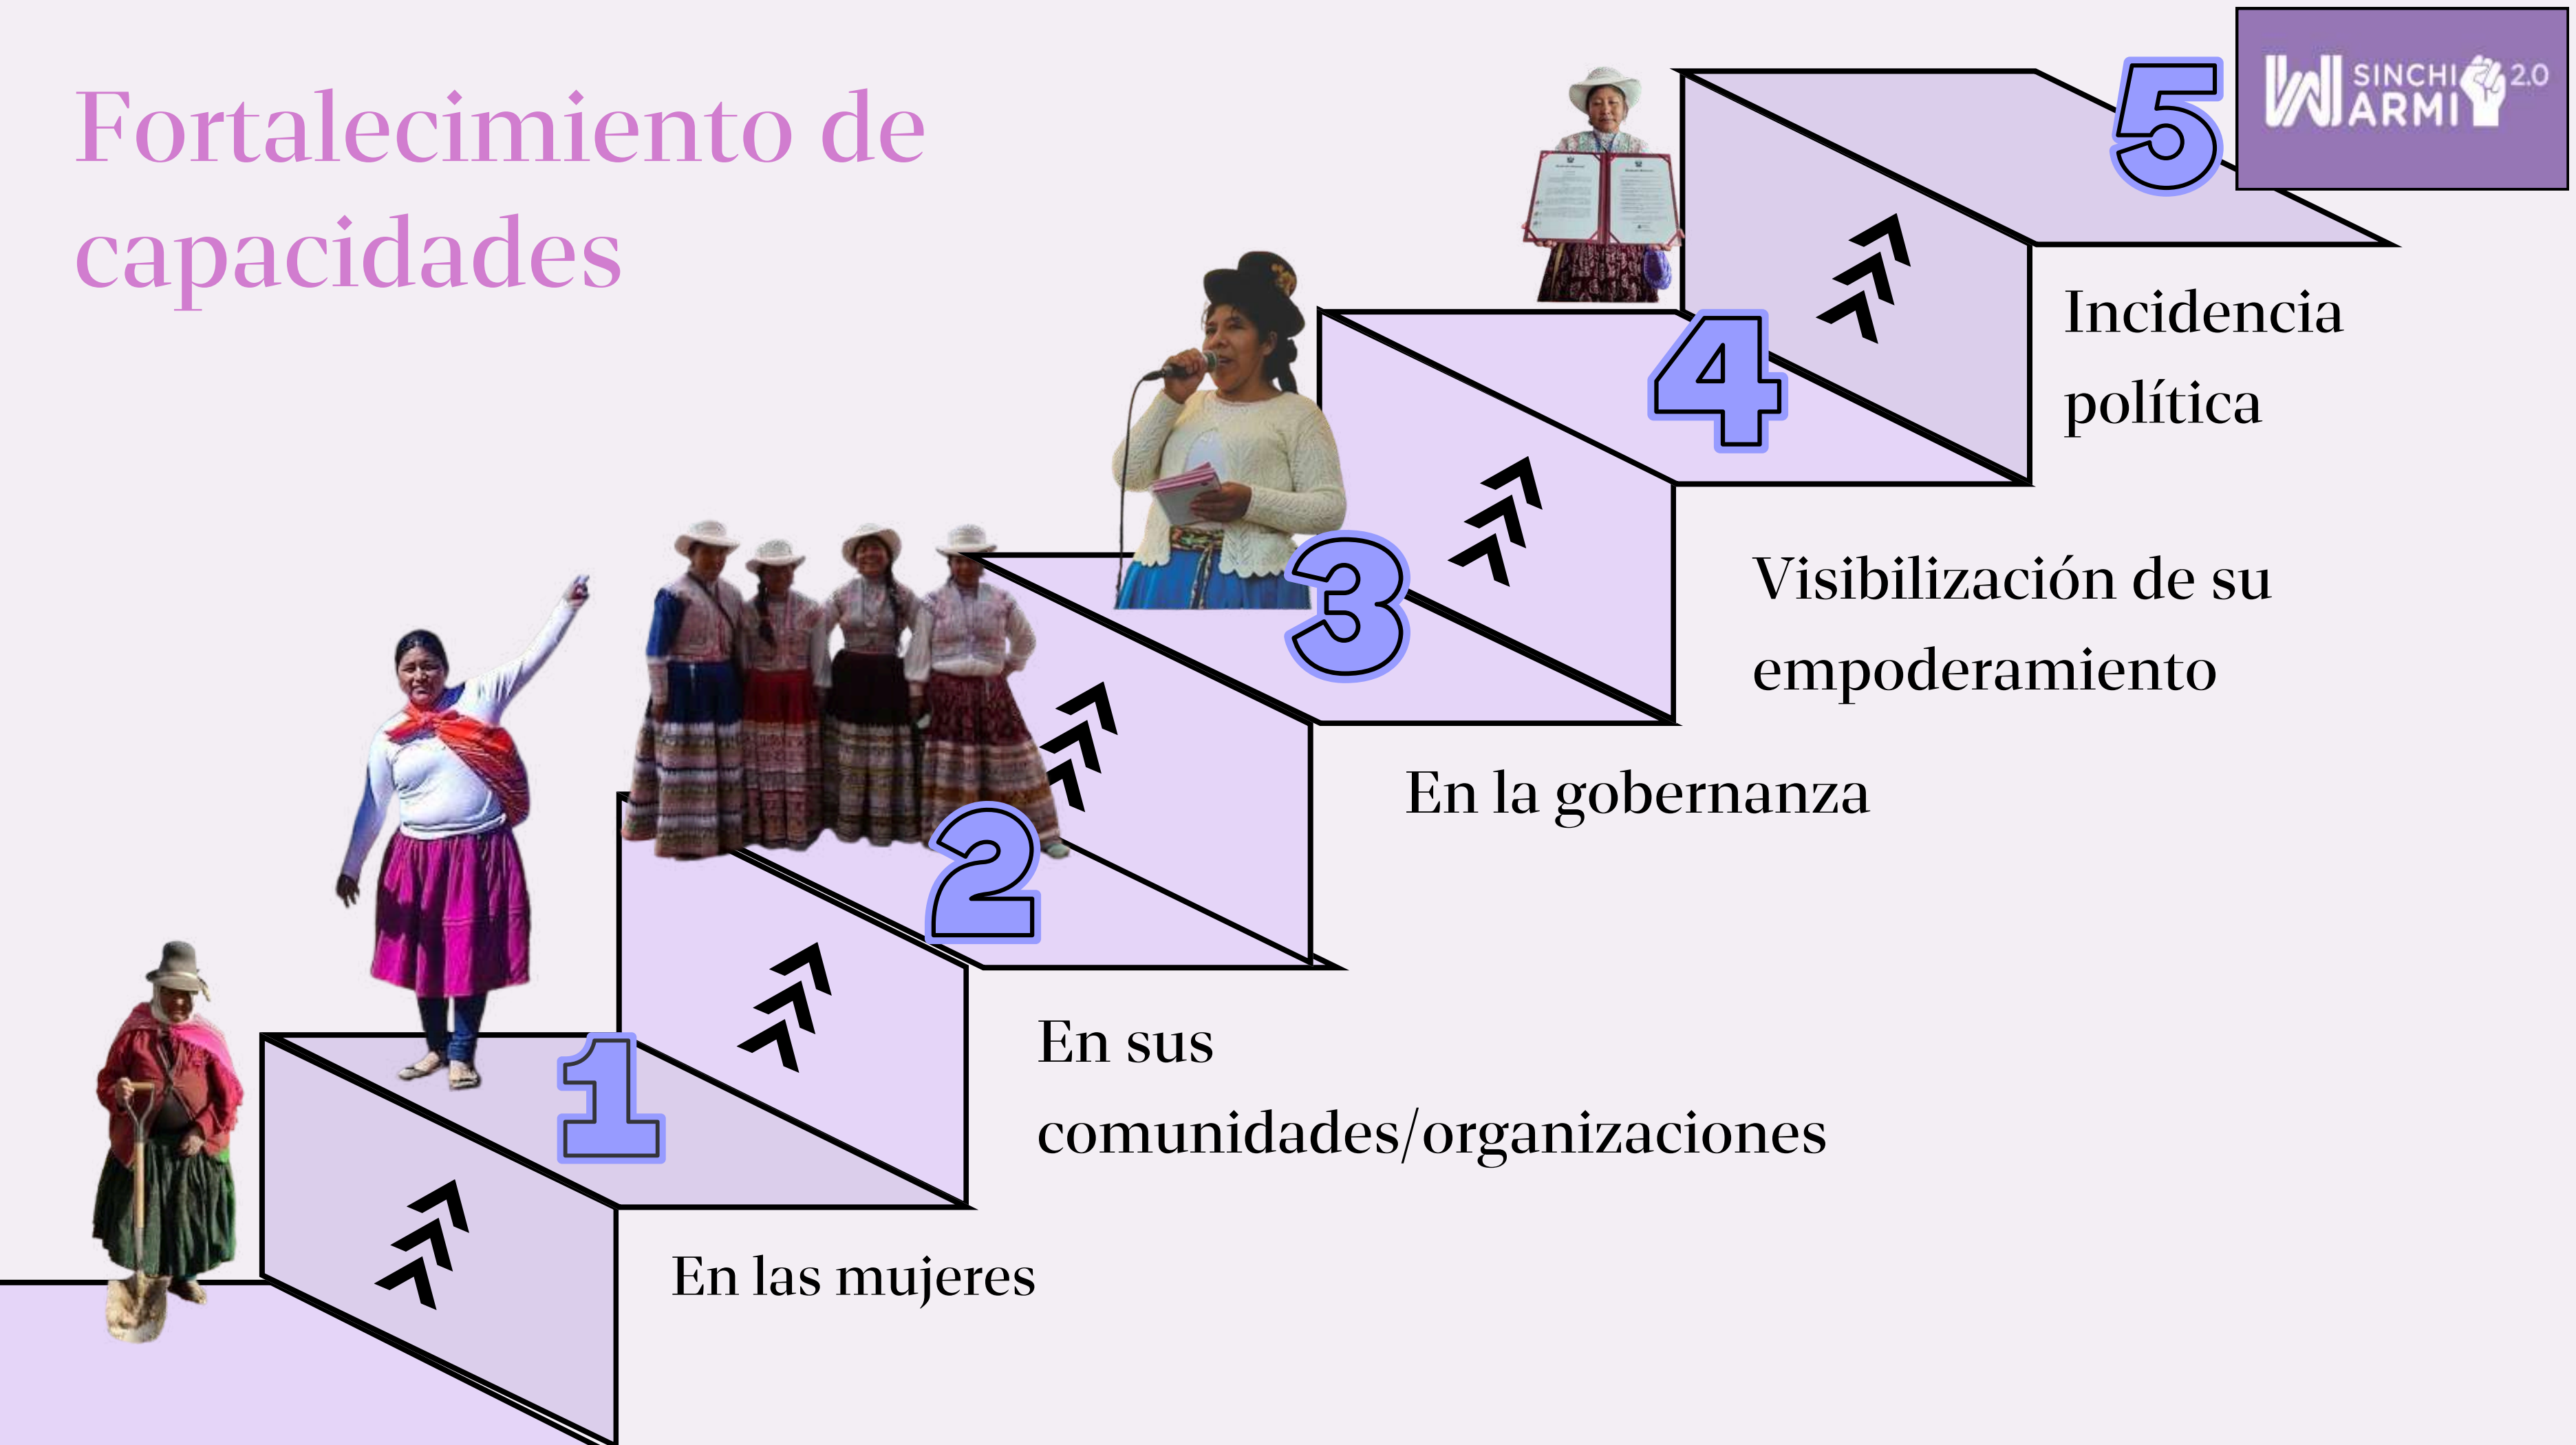 Fortalecimiento de
capacidades
SINCHI
WARMI
2.0
5
Incidencia
política
4
Visibilización de su
empoderamiento
3
En la gobernanza
2
En sus
comunidades/organizaciones
1
En las mujeres